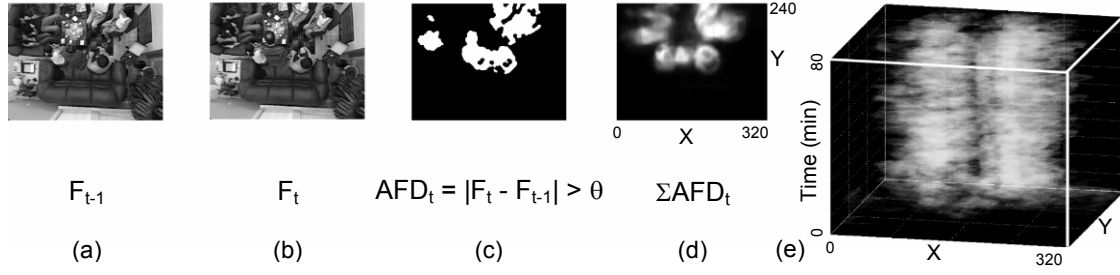 240
Y
0
X
320
80
Time (min)
0
0
X
320
Y
F_{t-1}
F_t
AFD_t = |F_t - F_{t-1}| > θ
ΣAFD_t
(a)
(b)
(c)
(d)
(e)